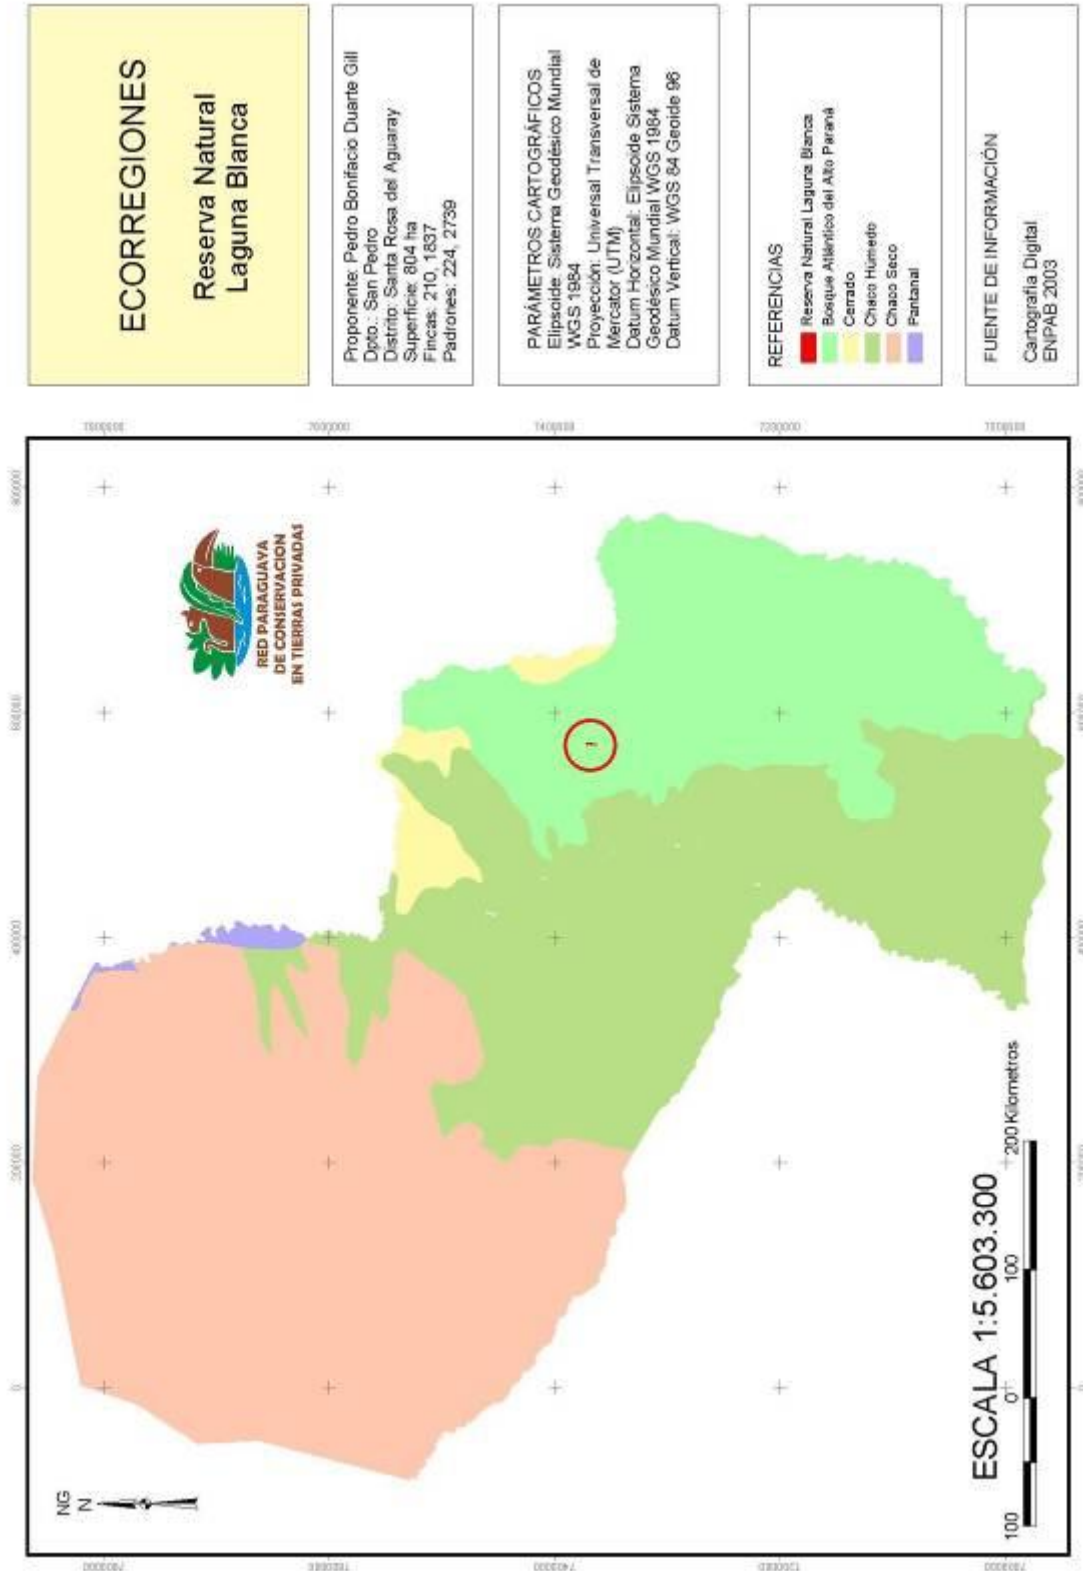 ECORREGIONES
Reserva Natural
Laguna Blanca
Proponente: Pedro Bonifacio Duarte Gill
Dpto.: San Pedro
Distrito: Santa Rosa del Aguaray
Superficie: 804 ha
Fincas: 210, 1837
Padrones: 224, 2739
PARÁMETROS CARTOGRÁFICOS
Elipsoide: Sistema Geodésico Mundial
WGS 1984
Proyección: Universal Transversal de
Mercator (UTM)
Datum Horizontal: Elipsoide Sistema
Geodésico Mundial WGS 1984
Datum Vertical: WGS 84 Geoide 96
REFERENCIAS
Reserva Natural Laguna Blanca
Bosque Atlántico del Alto Paraná
Cerrado
Chaco Húmedo
Chaco Seco
Pantanal
FUENTE DE INFORMACIÓN
Cartografía Digital
ENPAB 2003
NG
N
RED PARAGUAYA
DE CONSERVACION
EN TIERRAS PRIVADAS
ESCALA 1:5.603.300
100 0 100 200 Kilometros
0
200000
400000